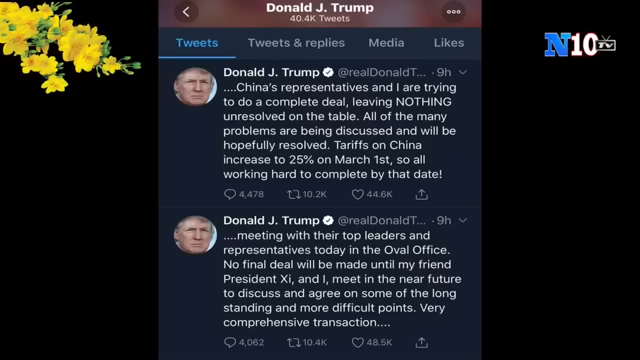 Donald J. Trump
40.4K Tweets
N10TV
Tweets
Tweets & replies
Media
Likes
Donald J. Trump @realDonaldT... · 9h
....China's representatives and I are trying
to do a complete deal, leaving NOTHING
unresolved on the table. All of the many
problems are being discussed and will be
hopefully resolved. Tariffs on China
increase to 25% on March 1st, so all
working hard to complete by that date!
4,478 10.2K 44.6K
Donald J. Trump @realDonaldT... · 9h
....meeting with their top leaders and
representatives today in the Oval Office.
No final deal will be made until my friend
President Xi, and I, meet in the near future
to discuss and agree on some of the long
standing and more difficult points. Very
comprehensive transaction....
4,062 10.4K 48.5K